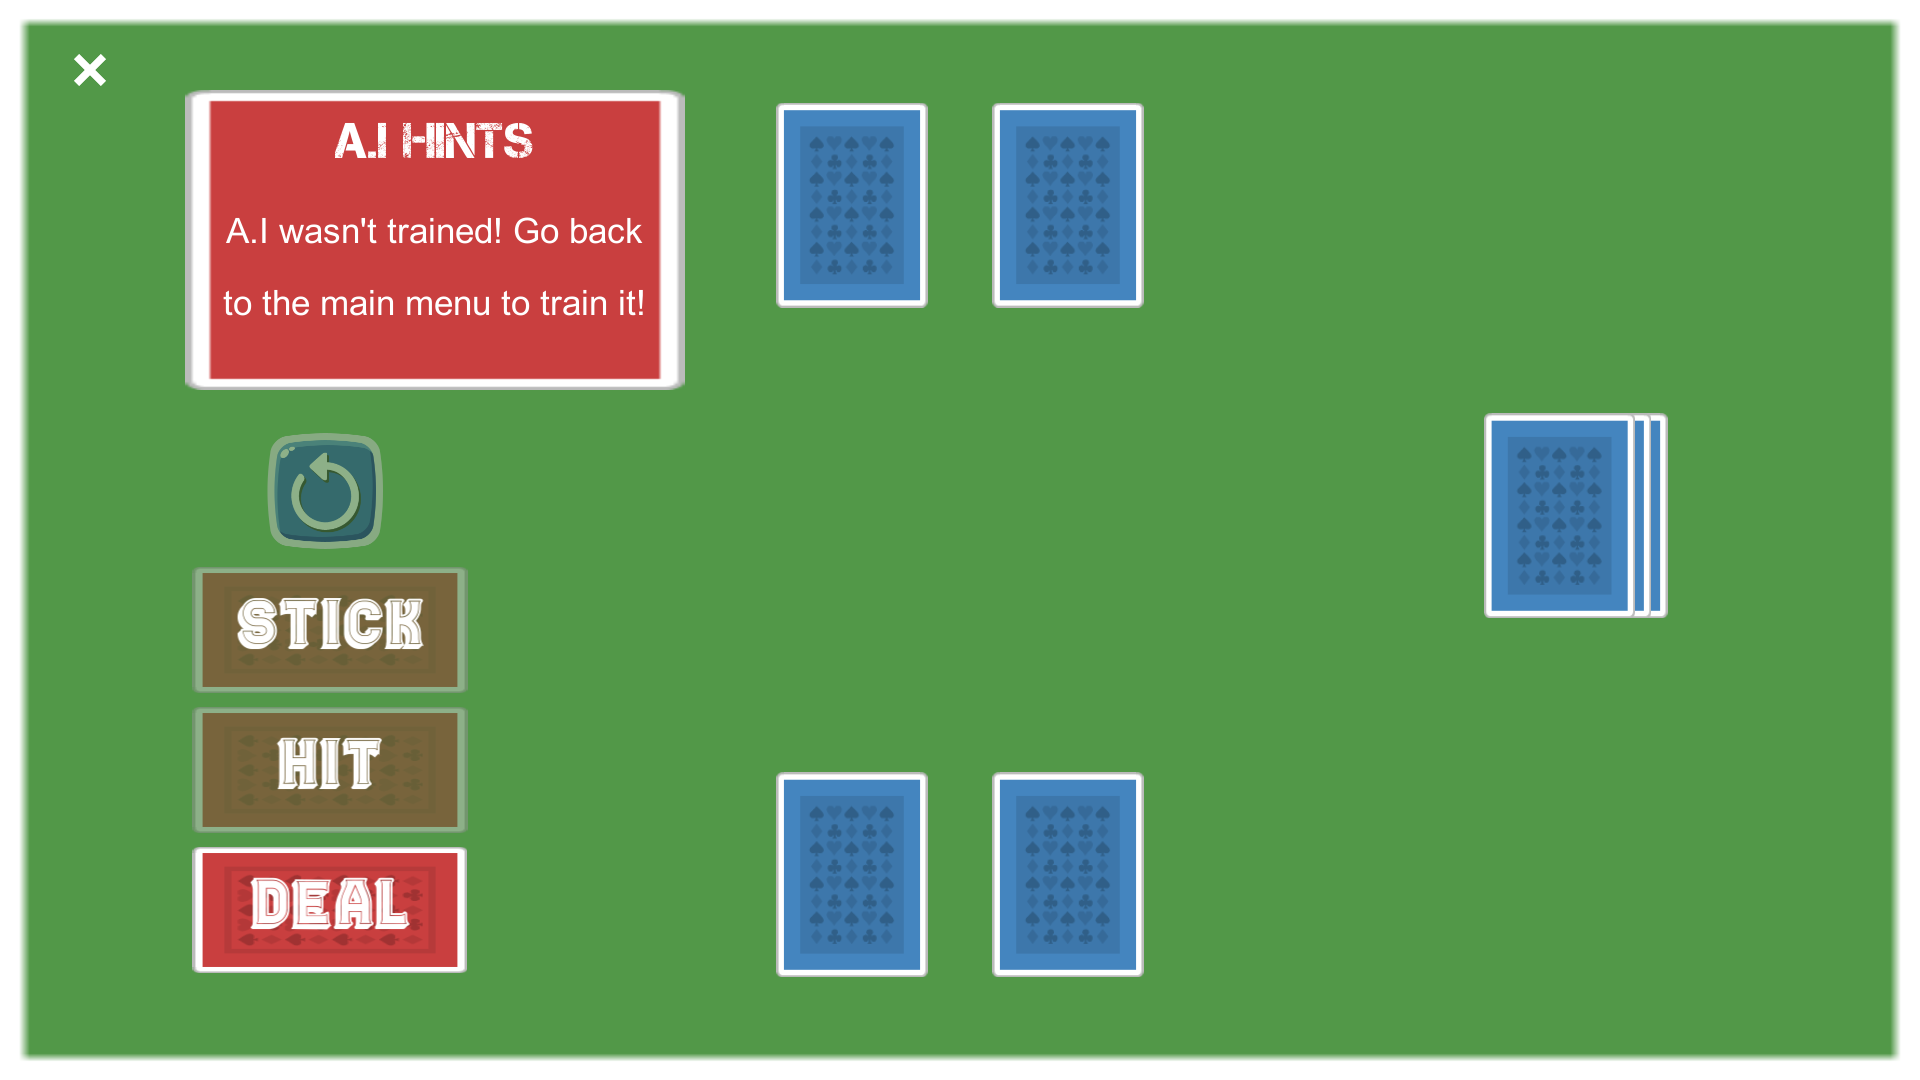 A.I HINTS
A.I wasn't trained! Go back
to the main menu to train it!
STICK
HIT
DEAL